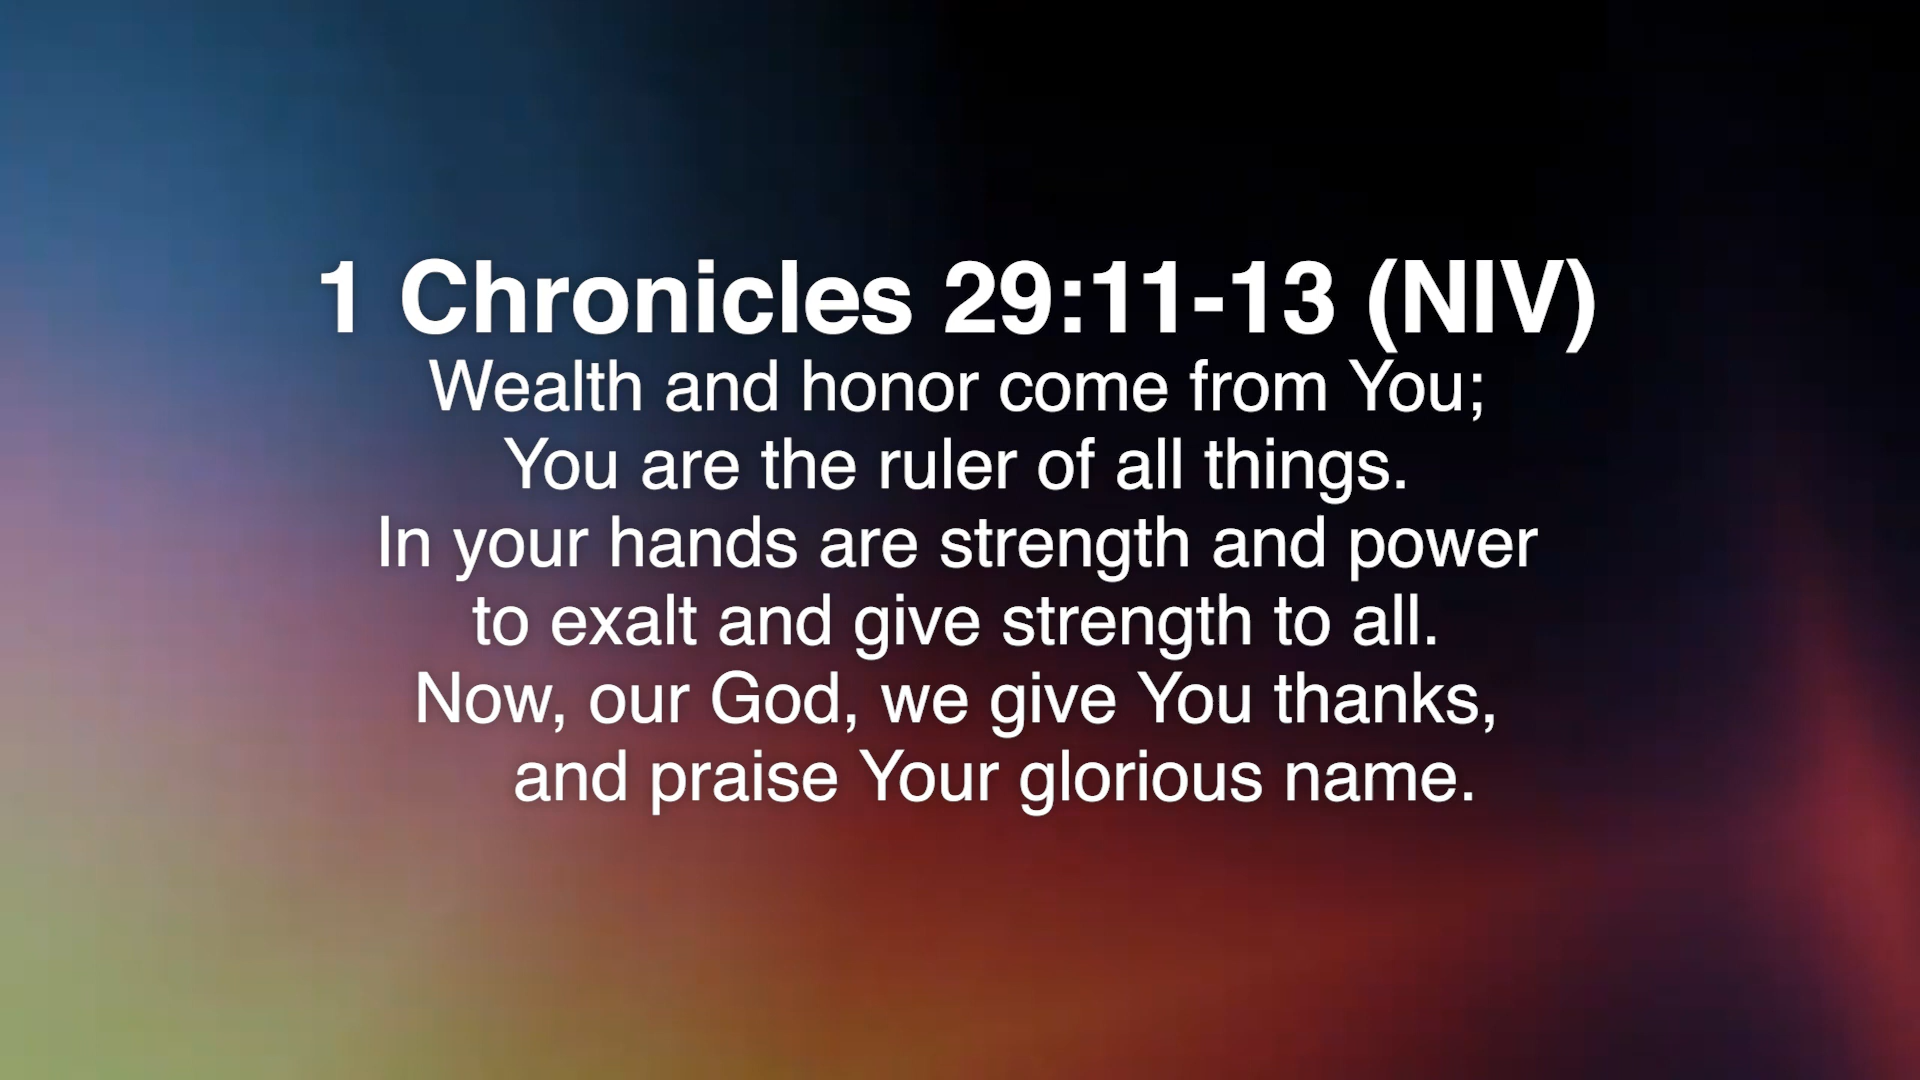 1 Chronicles 29:11-13 (NIV)
Wealth and honor come from You;
You are the ruler of all things.
In your hands are strength and power
to exalt and give strength to all.
Now, our God, we give You thanks,
and praise Your glorious name.